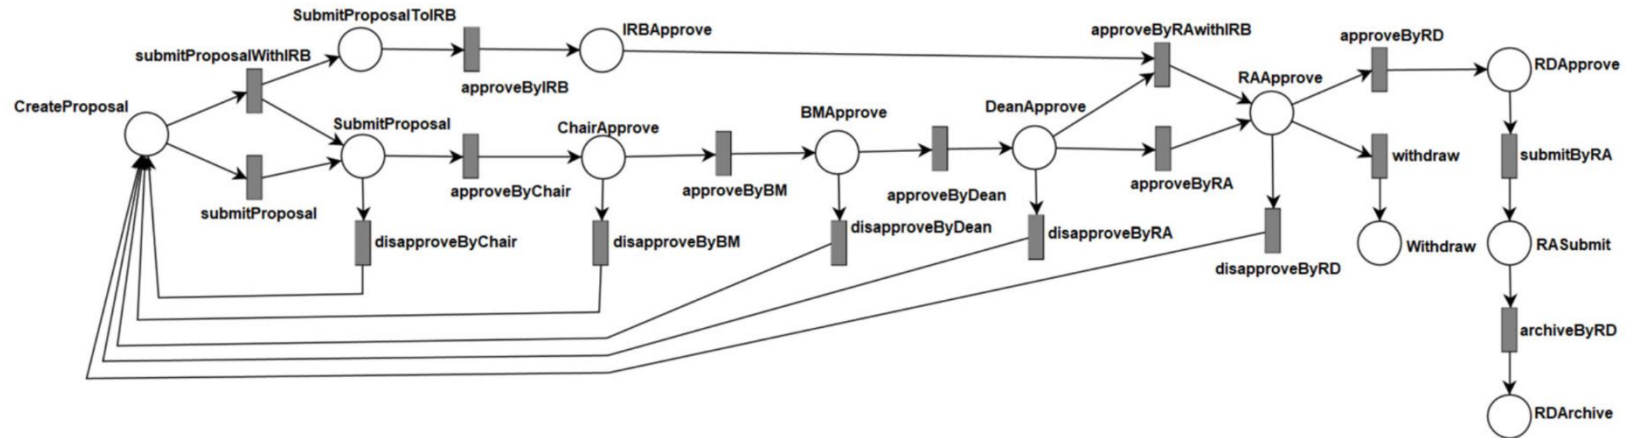 SubmitProposalToIRB
IRBApprove
approveByRAwithIRB
approveByRD
submitProposalWithIRB
RDApprove
RAApprove
approveByIRB
CreateProposal
DeanApprove
BMApprove
SubmitProposal
ChairApprove
withdraw
submitByRA
approveByChair
approveByBM
approveByDean
approveByRA
submitProposal
disapproveByChair
disapproveByBM
disapproveByDean
disapproveByRA
Withdraw
RASubmit
disapproveByRD
archiveByRD
RDArchive